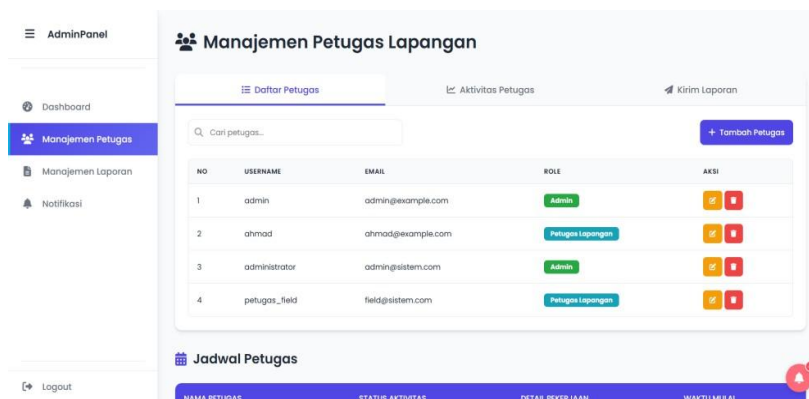 AdminPanel
Manajemen Petugas Lapangan
Dashboard
Manajemen Petugas
Manajemen Laporan
Notifikasi
Logout
Daftar Petugas
Aktivitas Petugas
Kirim Laporan
Cari petugas...
+ Tambah Petugas
NO USERNAME EMAIL ROLE AKSI
1 admin admin@example.com Admin
2 ahmad ahmad@example.com Petugas Lapangan
3 administrator admin@sistem.com Admin
4 petugas_field field@sistem.com Petugas Lapangan
Jadwal Petugas
NAMA PETUGAS STATUS AKTIVITAS DETAIL PEKERJAAN WAKTU MULAI